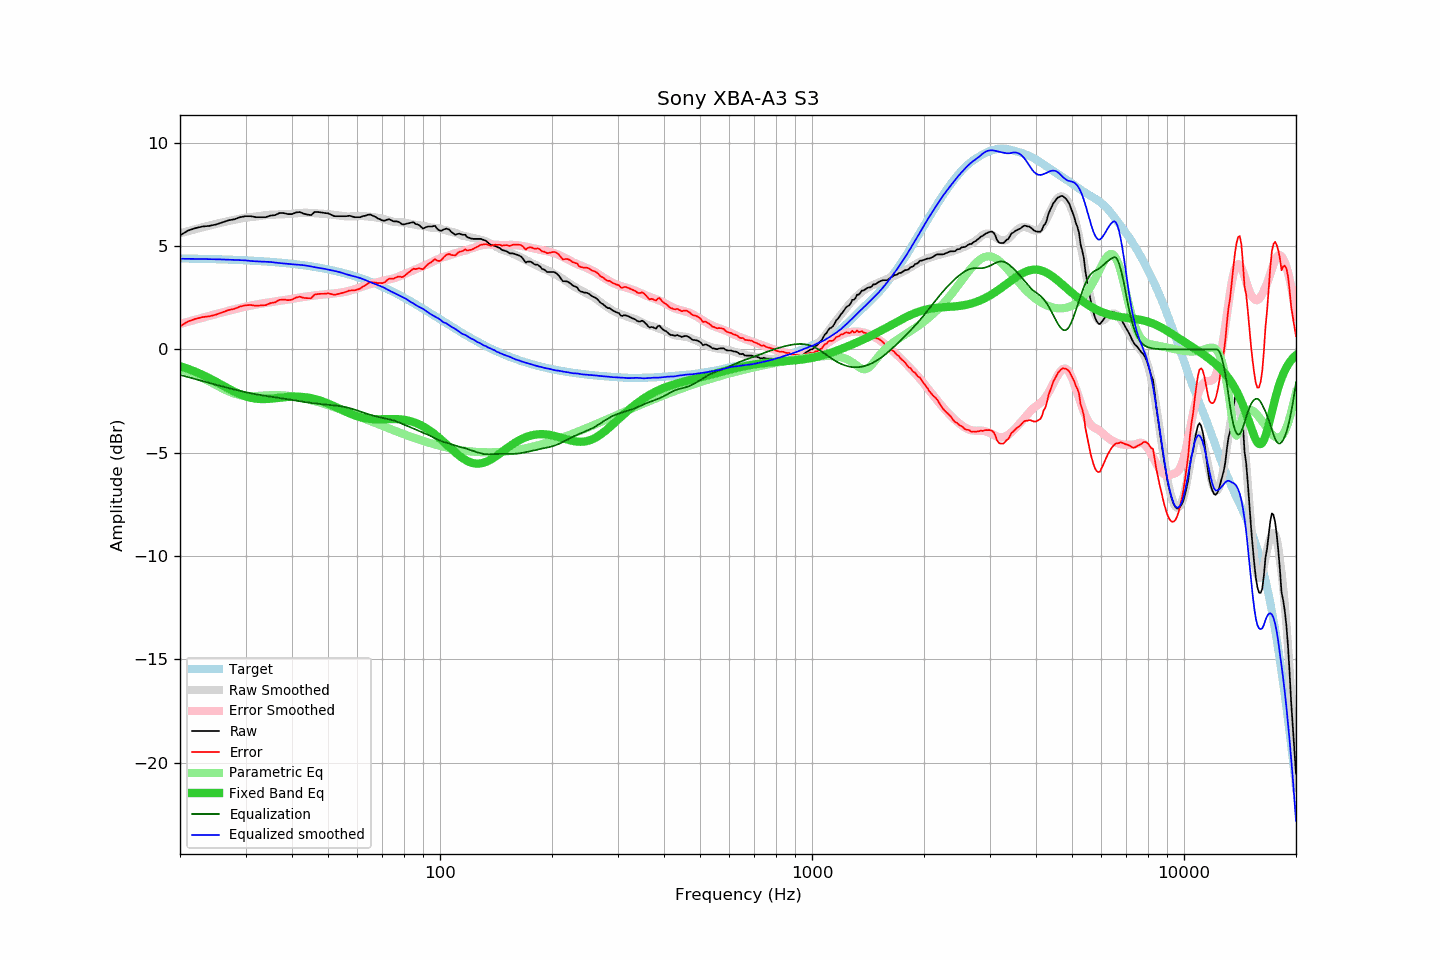 Sony XBA-A3 S3
10
5
0
−5
−10
−15
−20
Amplitude (dBr)
Target
Raw Smoothed
Error Smoothed
Raw
Error
Parametric Eq
Fixed Band Eq
Equalization
Equalized smoothed
100
1000
10000
Frequency (Hz)